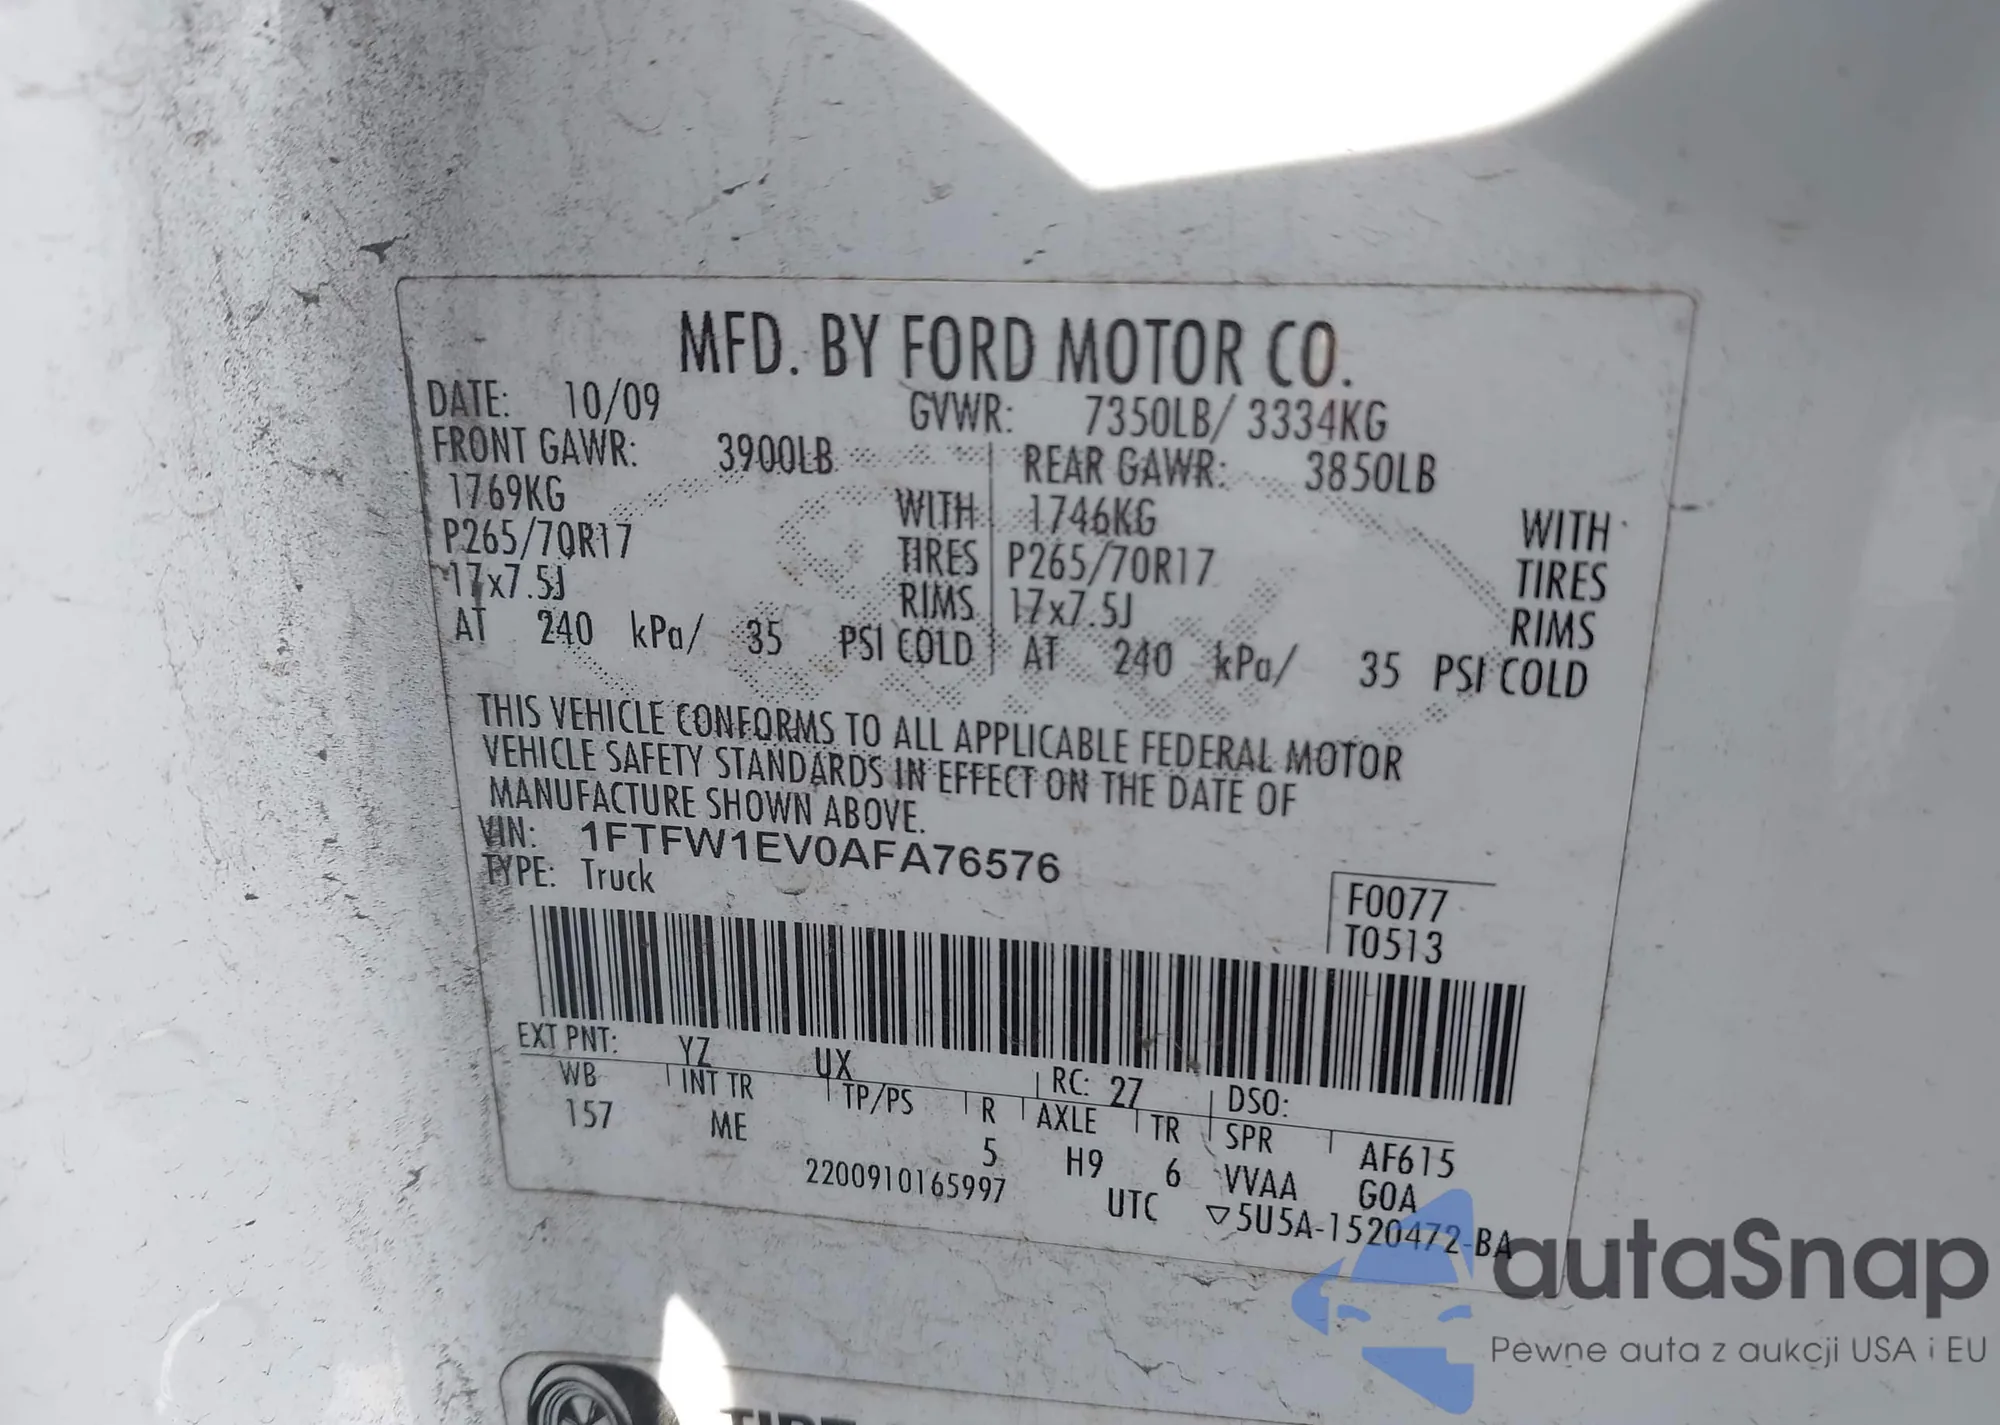 MFD. BY FORD MOTOR CO.
DATE: 10/09 GVWR: 7350LB/ 3334KG
FRONT GAWR: 3900LB REAR GAWR: 3850LB
1769KG WITH 1746KG WITH
P265/70R17 TIRES P265/70R17 TIRES
17x7.5J RIMS 17x7.5J RIMS
AT 240 kPa/ 35 PSI COLD AT 240 kPa/ 35 PSI COLD
THIS VEHICLE CONFORMS TO ALL APPLICABLE FEDERAL MOTOR
VEHICLE SAFETY STANDARDS IN EFFECT ON THE DATE OF
MANUFACTURE SHOWN ABOVE.
VIN: 1FTFW1EV0AFA76576
TYPE: Truck
F0077
T0513
EXT PNT: YZ UX RC: 27 DSO:
WB INT TR TP/PS R AXLE TR SPR AF615
157 ME 5 H9 6 VVAA GOA
2200910165997 UTC ▽5U5A-1520472-BA
autaSnap
Pewne auta z aukcji USA i EU
TIRE